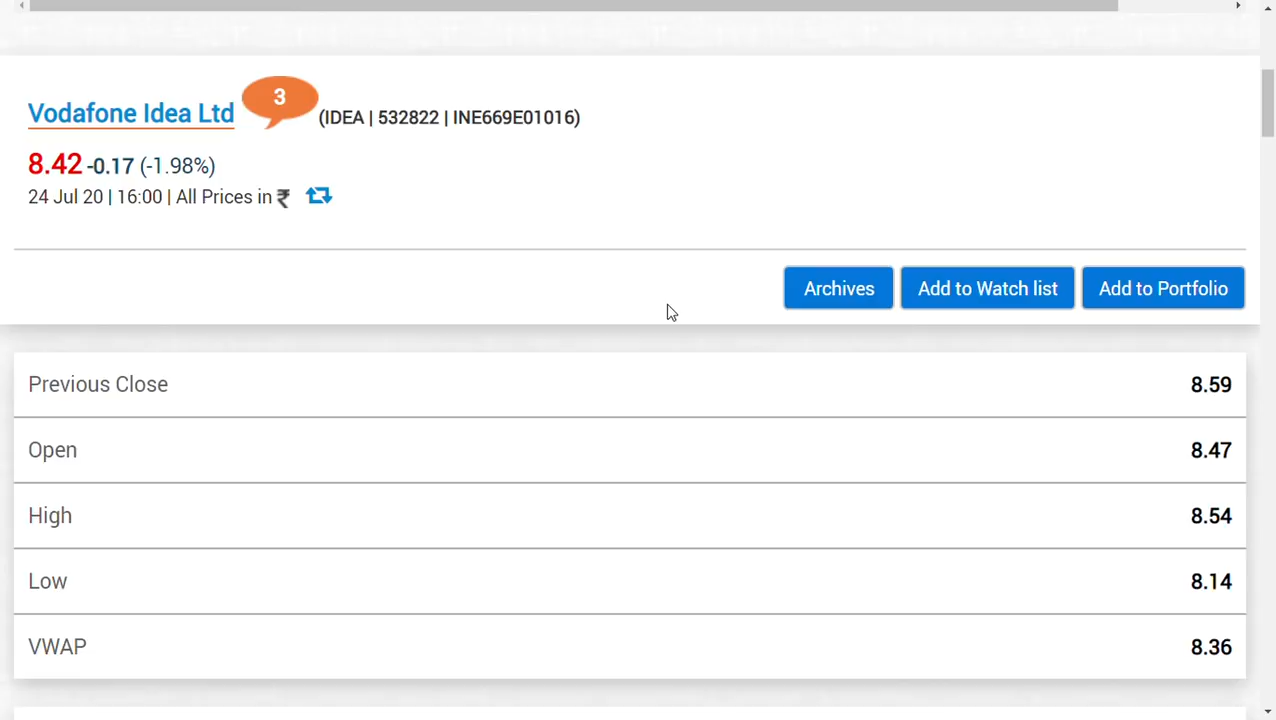 Vodafone Idea Ltd 3 (IDEA | 532822 | INE669E01016)
8.42 -0.17 (-1.98%)
24 Jul 20 | 16:00 | All Prices in ₹
Archives Add to Watch list Add to Portfolio
Previous Close 8.59
Open 8.47
High 8.54
Low 8.14
VWAP 8.36